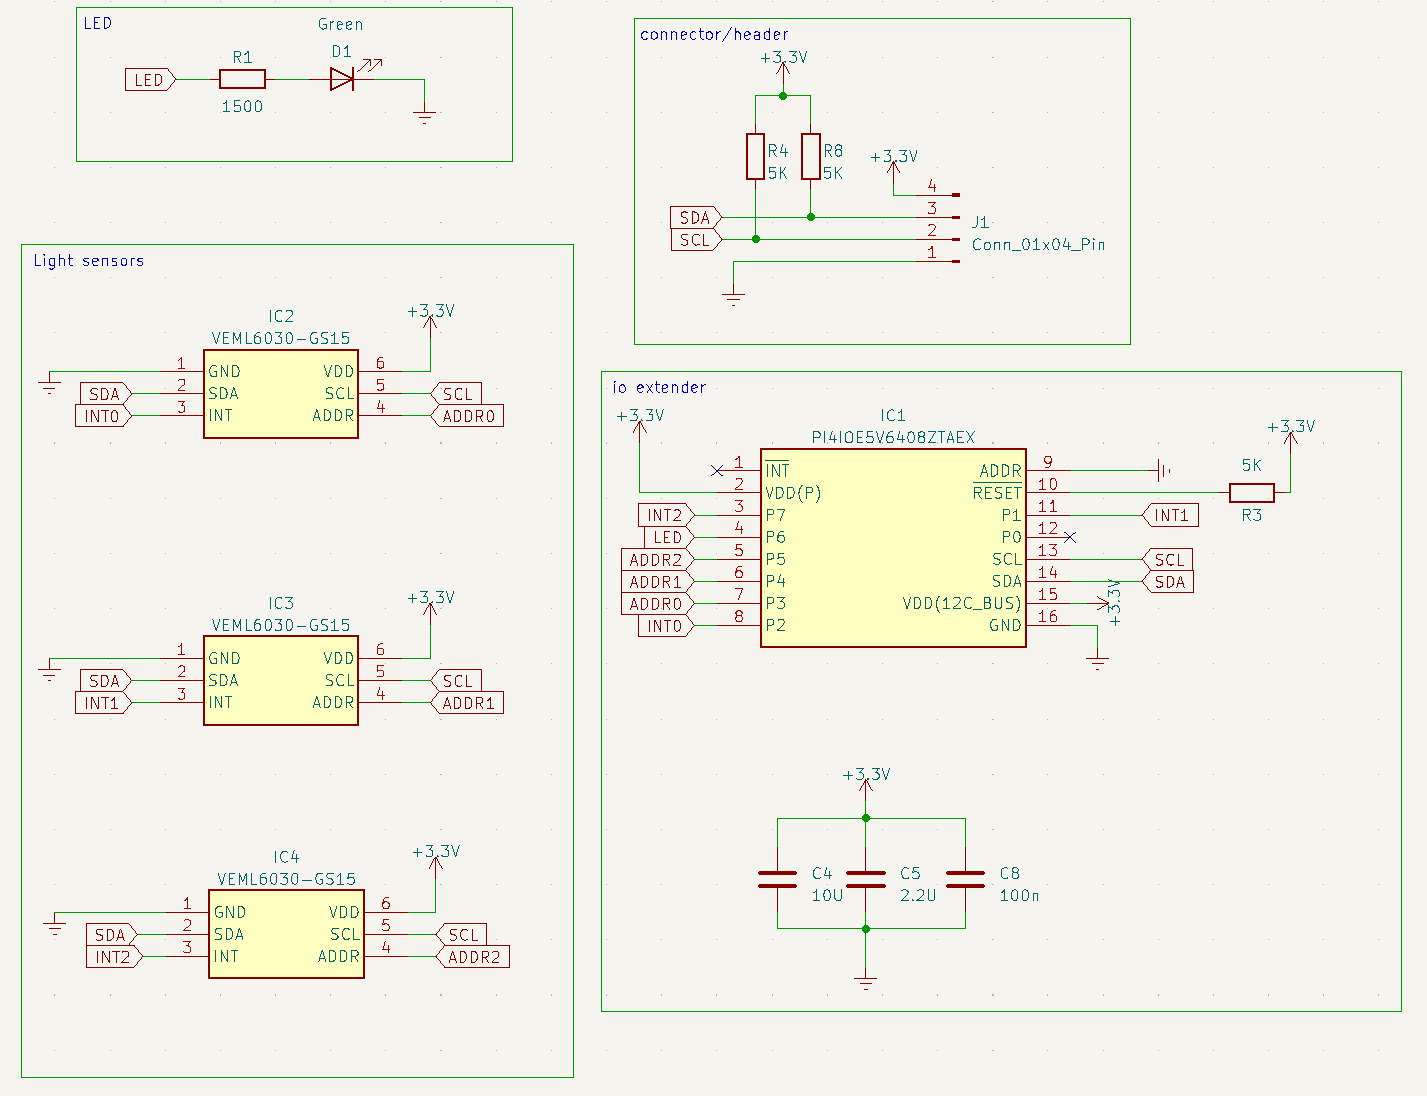 LED
Green
D1
R1
LED
1500
connector/header
+3.3V
R4
5K
R8
5K
+3.3V
4
3
2
1
SDA
SCL
J1
Conn_01x04_Pin
Light sensors
IC2
VEML6030-GS15
+3.3V
1 GND VDD 6
SDA 2 SDA SCL 5 SCL
INT0 3 INT ADDR 4 ADDR0
IC3
VEML6030-GS15
+3.3V
1 GND VDD 6
SDA 2 SDA SCL 5 SCL
INT1 3 INT ADDR 4 ADDR1
IC4
VEML6030-GS15
+3.3V
1 GND VDD 6
SDA 2 SDA SCL 5 SCL
INT2 3 INT ADDR 4 ADDR2
io extender
+3.3V
IC1
PI4IOE5V6408ZTAEX
+3.3V
5K
R3
1 INT ADDR 9
2 VDD(P) RESET 10
INT2 3 P7 P1 11 INT1
LED 4 P6 P0 12
ADDR2 5 P5 SCL 13 SCL
ADDR1 6 P4 SDA 14 SDA
ADDR0 7 P3 VDD(12C_BUS) 15 +3.3V
INT0 8 P2 GND 16
+3.3V
C4
10U
C5
2.2U
C8
100n